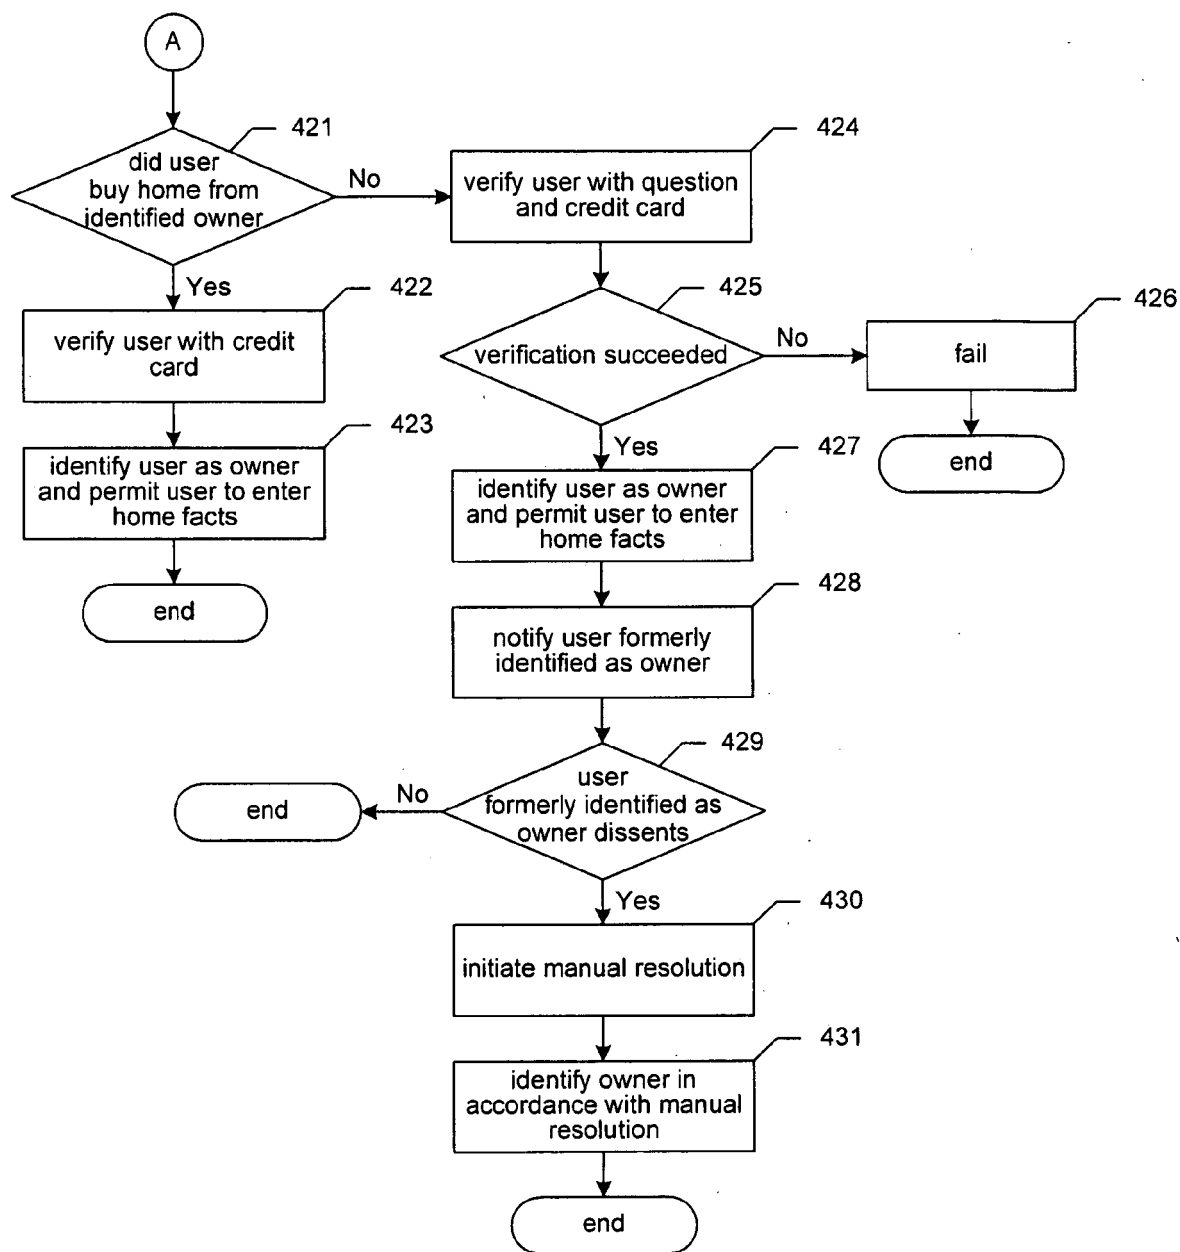 A
421
did user
buy home from
identified owner
No
424
verify user with question
and credit card
Yes
422
verify user with credit
card
425
verification succeeded
No
426
fail
end
423
identify user as owner
and permit user to enter
home facts
end
Yes
427
identify user as owner
and permit user to enter
home facts
428
notify user formerly
identified as owner
429
user
formerly identified as
owner dissents
No
end
Yes
430
initiate manual resolution
431
identify owner in
accordance with manual
resolution
end